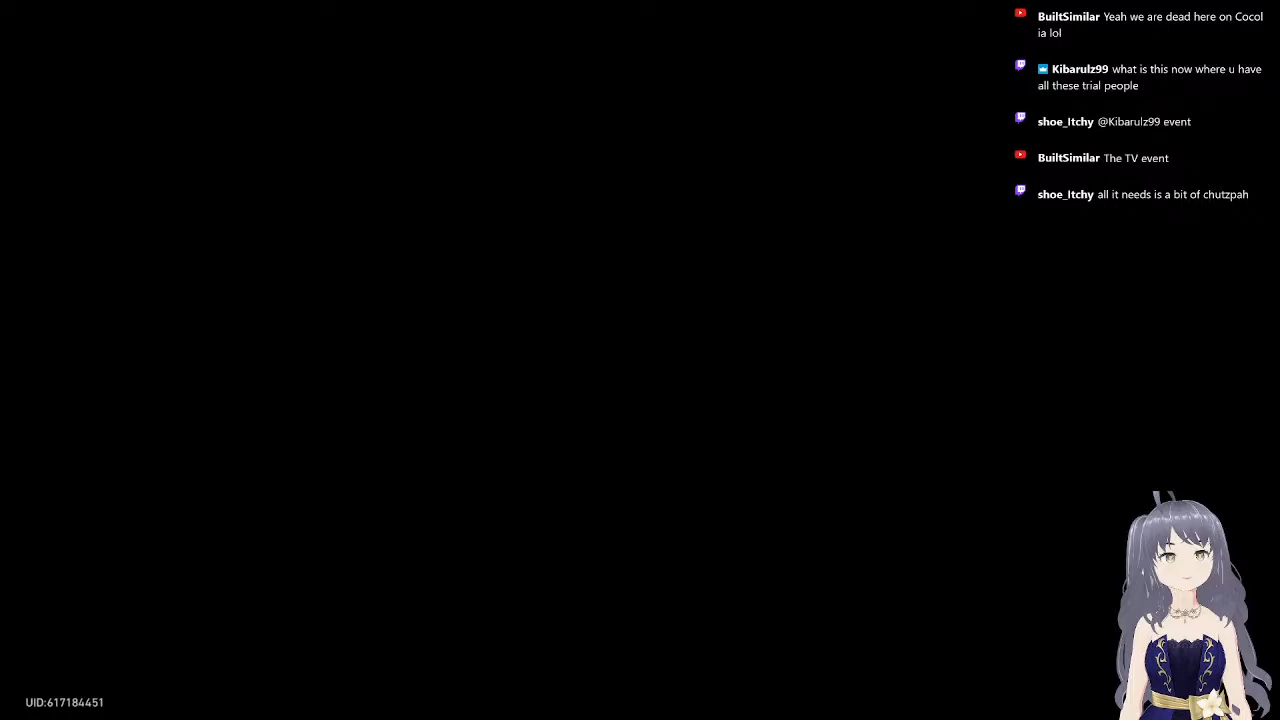 BuiltSimilar Yeah we are dead here on Cocol
ia lol
Kibarulz99 what is this now where u have
all these trial people
shoe_Itchy @Kibarulz99 event
BuiltSimilar The TV event
shoe_Itchy all it needs is a bit of chutzpah
UID:617184451